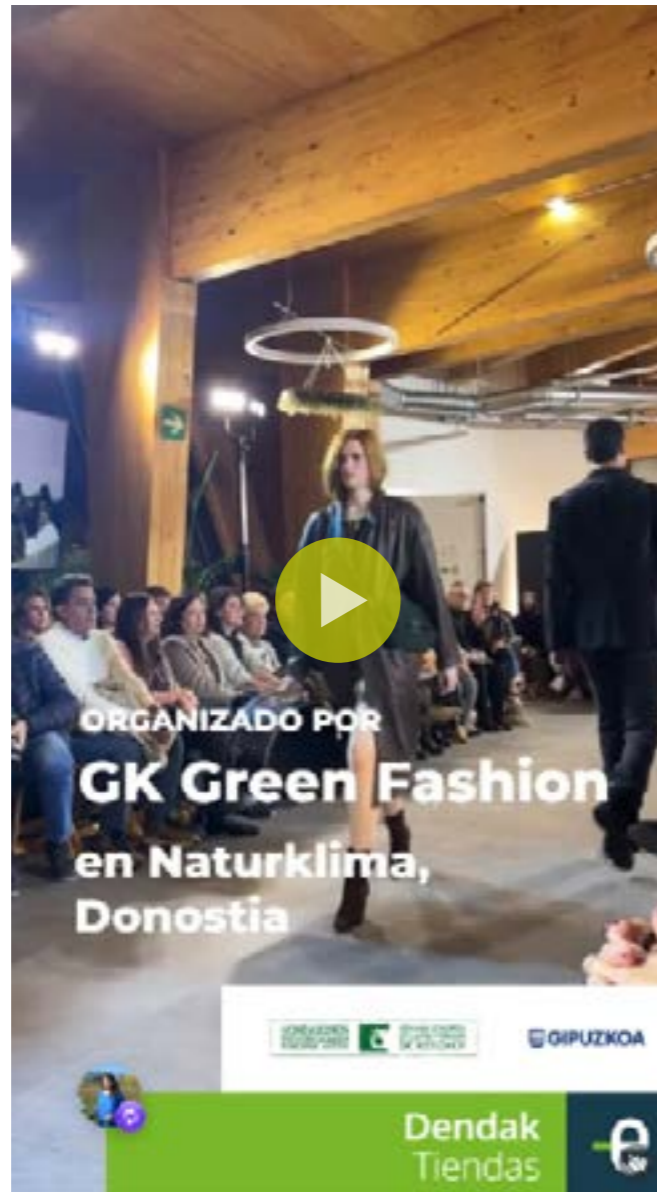 ORGANIZADO POR
GK Green Fashion
en Naturklima,
Donostia
GIPUZKOA
Dendak
Tiendas